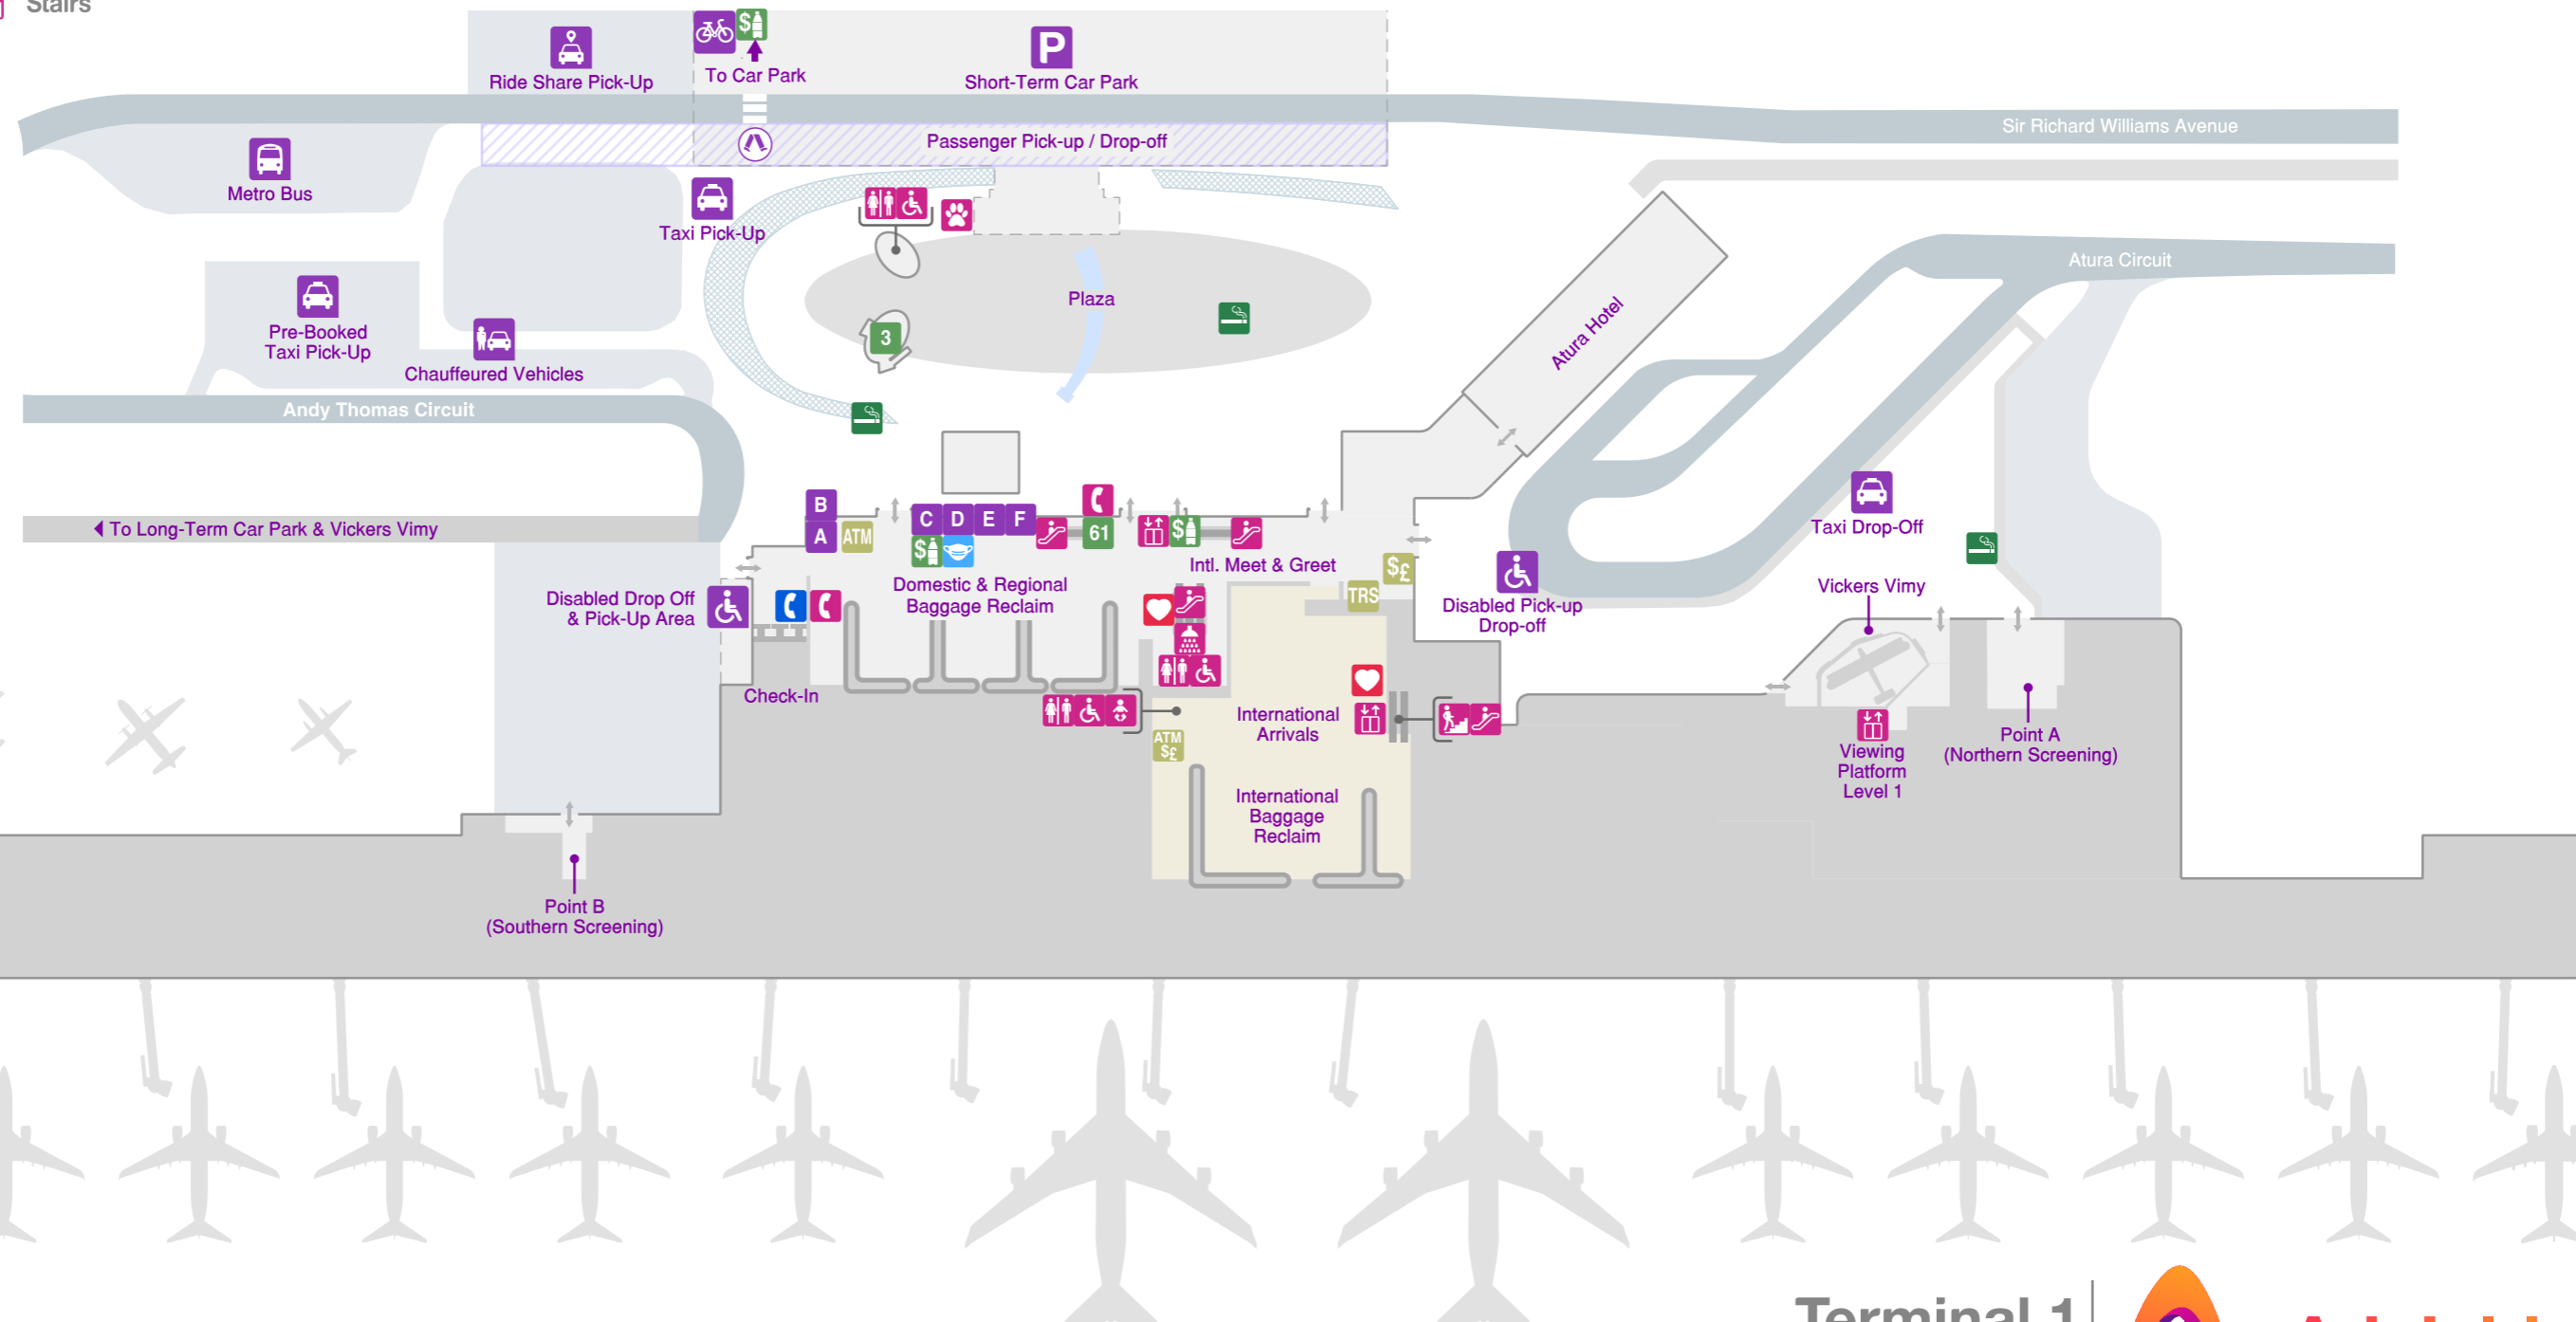 Stairs
Ride Share Pick-Up
$
To Car Park
P
Short-Term Car Park
Sir Richard Williams Avenue
Passenger Pick-up / Drop-off
Metro Bus
Taxi Pick-Up
Atura Circuit
Plaza
Pre-Booked
Taxi Pick-Up
3
Atura Hotel
Chauffeured Vehicles
Andy Thomas Circuit
B
A
ATM
C
D
E
F
61
$
$
To Long-Term Car Park & Vickers Vimy
Taxi Drop-Off
Intl. Meet & Greet
$£
TRS
Domestic & Regional
Baggage Reclaim
Disabled Drop Off
& Pick-Up Area
Disabled Pick-up
Drop-off
Vickers Vimy
Check-In
International
Arrivals
ATM
$£
Viewing
Platform
Level 1
Point A
(Northern Screening)
International
Baggage
Reclaim
Point B
(Southern Screening)
Terminal 1